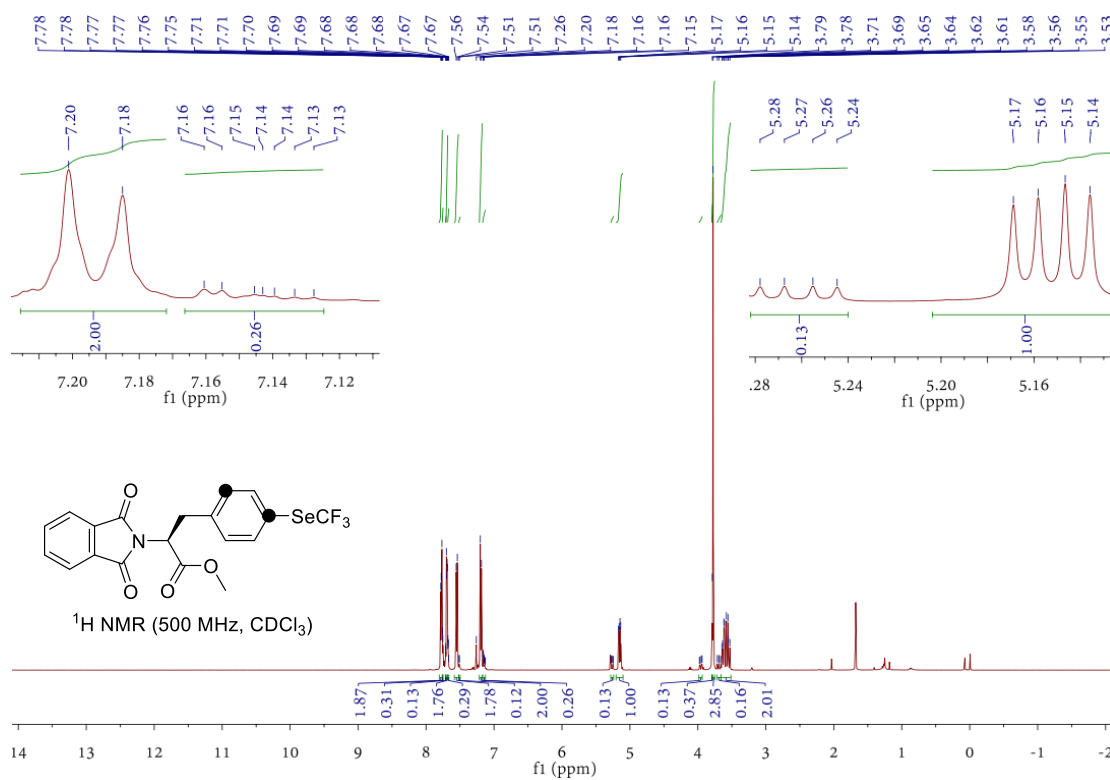 7.78 7.78 7.77 7.77 7.76 7.75 7.71 7.71 7.70 7.69 7.69 7.68 7.68 7.68 7.67 7.67 7.56 7.54 7.51 7.51 7.26 7.20 7.18 7.16 7.16 7.15 5.17 5.16 5.15 5.14 3.79 3.78 3.71 3.69 3.65 3.64 3.62 3.61 3.58 3.56 3.55 3.53
7.20 7.18 7.16 7.16 7.15 7.14 7.14 7.13 7.13
5.28 5.27 5.26 5.24 5.17 5.16 5.15 5.14
2.00 0.26
0.13 1.00
7.20 7.18 7.16 7.14 7.12
f1 (ppm)
.28 5.24 5.20 5.16
f1 (ppm)
O
N
O
O
O
SeCF3
1H NMR (500 MHz, CDCl3)
1.87 0.31 0.13 1.76 0.29 1.78 0.12 2.00 0.26 0.13 1.00 0.13 0.37 2.85 0.16 2.01
14 13 12 11 10 9 8 7 6 5 4 3 2 1 0 -1 -2
f1 (ppm)